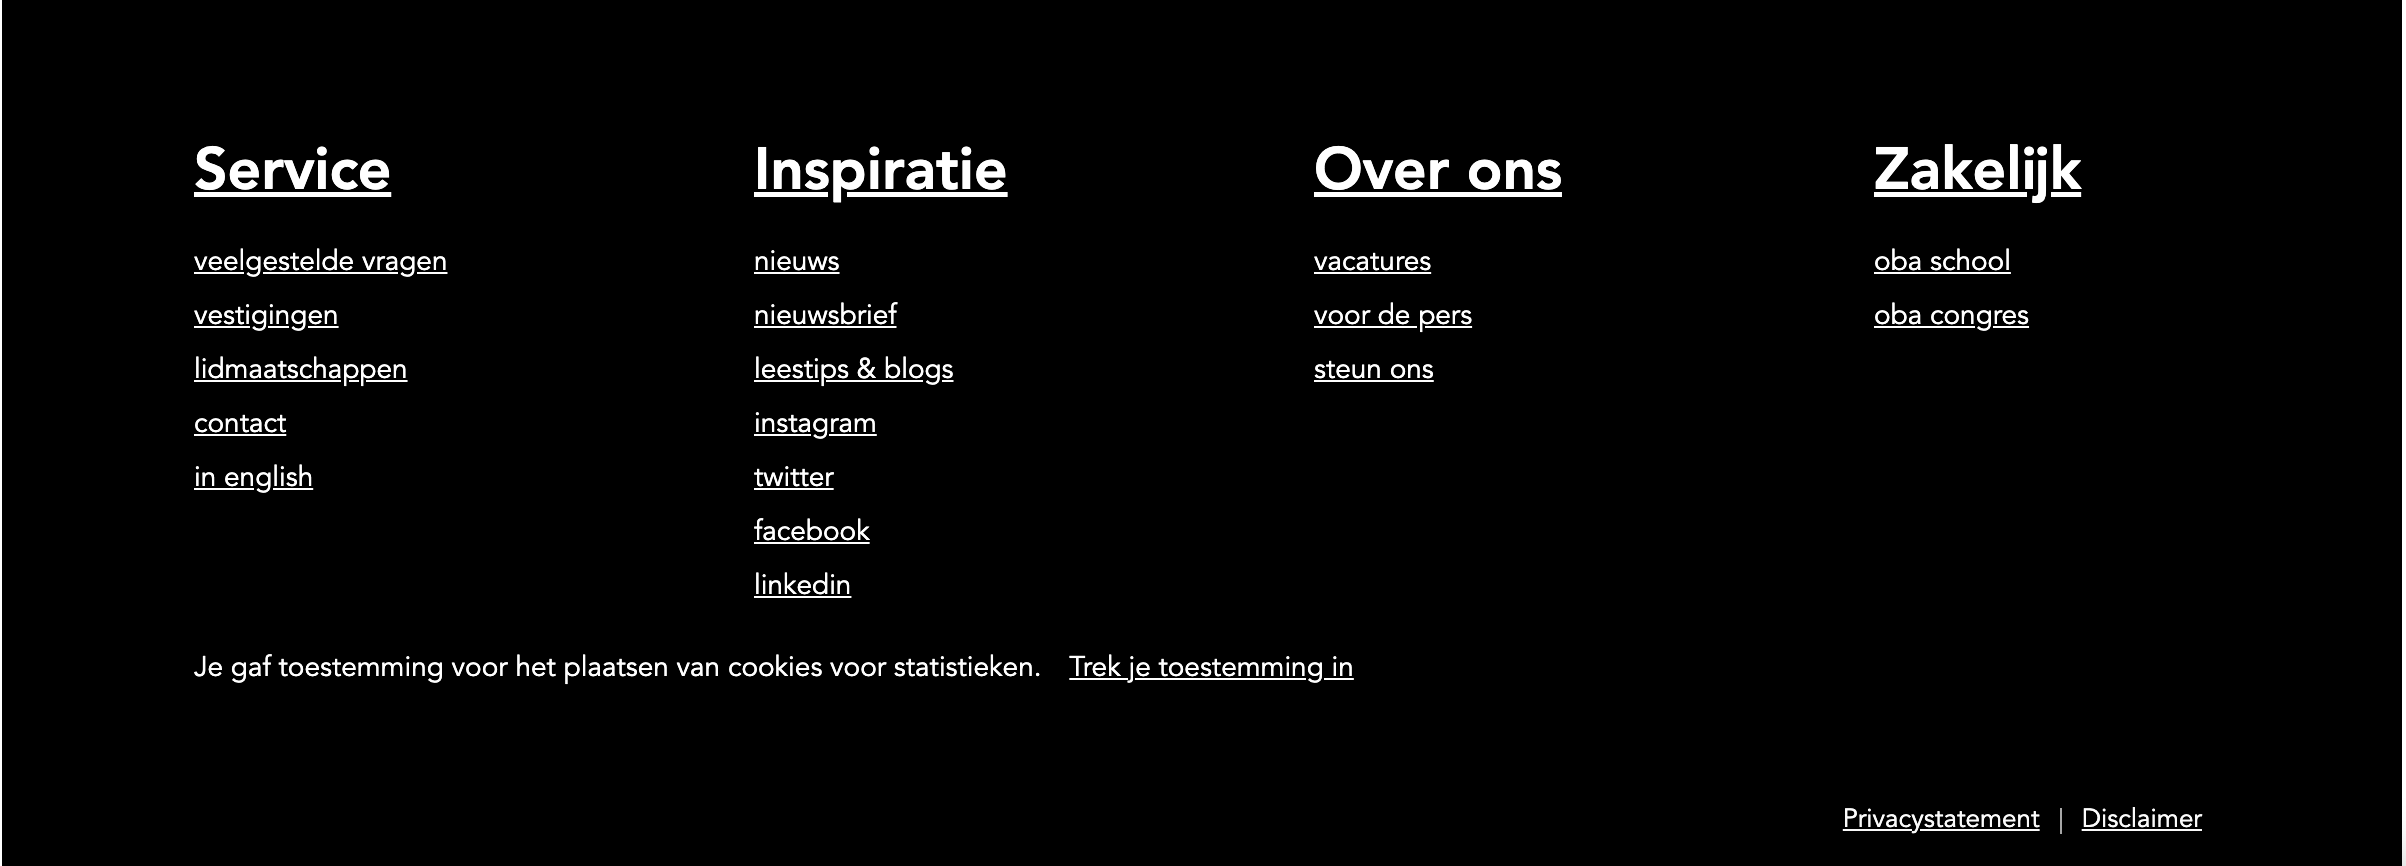 Service
veelgestelde vragen
vestigingen
lidmaatschappen
contact
in english
Inspiratie
nieuws
nieuwsbrief
leestips & blogs
instagram
twitter
facebook
linkedin
Over ons
vacatures
voor de pers
steun ons
Zakelijk
oba school
oba congres
Je gaf toestemming voor het plaatsen van cookies voor statistieken. Trek je toestemming in
Privacystatement | Disclaimer